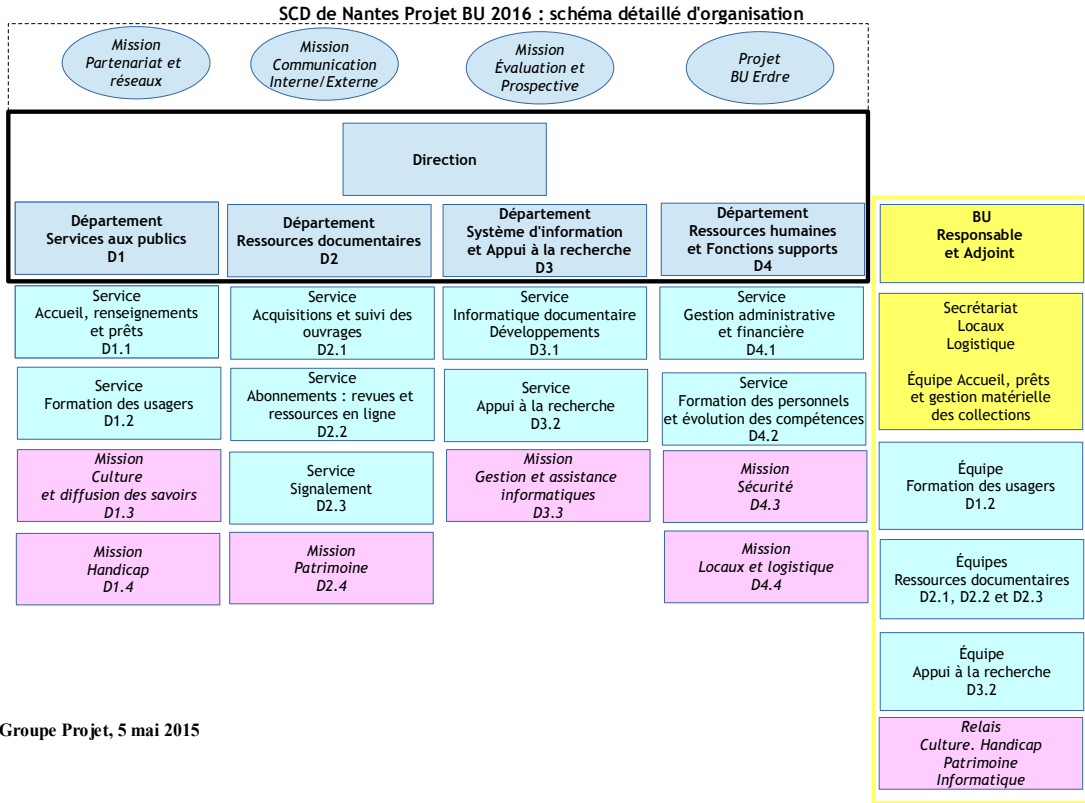 SCD de Nantes Projet BU 2016 : schéma détaillé d'organisation
Mission
Partenariat et
réseaux
Mission
Communication
Interne/Externe
Mission
Évaluation et
Prospective
Projet
BU Erdre
Direction
Département
Services aux publics
D1
Département
Ressources documentaires
D2
Département
Système d'information
et Appui à la recherche
D3
Département
Ressources humaines
et Fonctions supports
D4
BU
Responsable
et Adjoint
Service
Accueil, renseignements
et prêts
D1.1
Service
Acquisitions et suivi des
ouvrages
D2.1
Service
Informatique documentaire
Développements
D3.1
Service
Gestion administrative
et financière
D4.1
Secrétariat
Locaux
Logistique
Équipe Accueil, prêts
et gestion matérielle
des collections
Service
Formation des usagers
D1.2
Service
Abonnements : revues et
ressources en ligne
D2.2
Service
Appui à la recherche
D3.2
Service
Formation des personnels
et évolution des compétences
D4.2
Mission
Culture
et diffusion des savoirs
D1.3
Service
Signalement
D2.3
Mission
Gestion et assistance
informatiques
D3.3
Mission
Sécurité
D4.3
Équipe
Formation des usagers
D1.2
Mission
Handicap
D1.4
Mission
Patrimoine
D2.4
Mission
Locaux et logistique
D4.4
Équipes
Ressources documentaires
D2.1, D2.2 et D2.3
Équipe
Appui à la recherche
D3.2
Relais
Culture. Handicap
Patrimoine
Informatique
Groupe Projet, 5 mai 2015